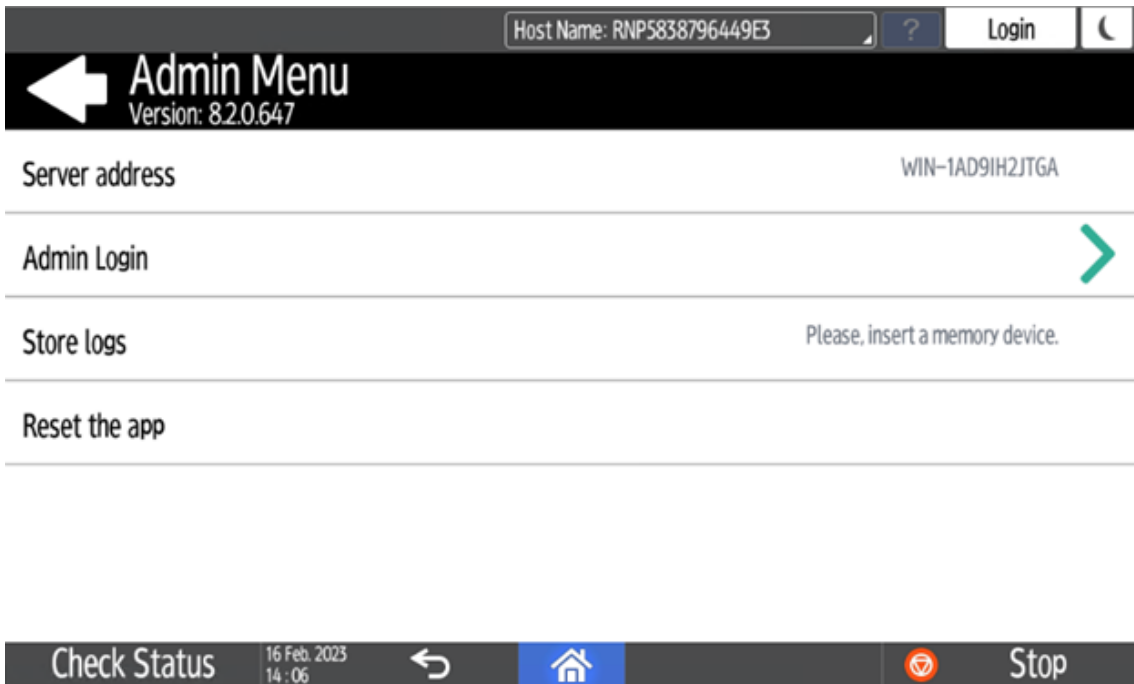 Host Name: RNP5838796449E3
?
Login
Admin Menu
Version: 8.2.0.647
Server address
WIN-1AD9IH2JTGA
Admin Login
Store logs
Please, insert a memory device.
Reset the app
Check Status
16 Feb. 2023
14 : 06
Stop